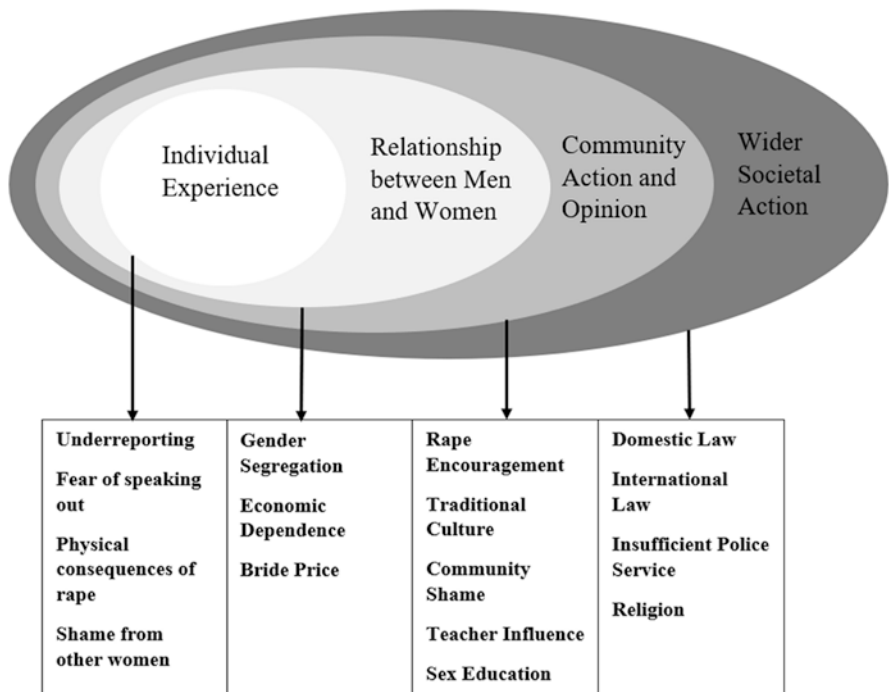 Individual
Experience
Relationship
between Men
and Women
Community
Action and
Opinion
Wider
Societal
Action
Underreporting
Fear of speaking
out
Physical
consequences of
rape
Shame from
other women
Gender
Segregation
Economic
Dependence
Bride Price
Rape
Encouragement
Traditional
Culture
Community
Shame
Teacher Influence
Sex Education
Domestic Law
International
Law
Insufficient Police
Service
Religion